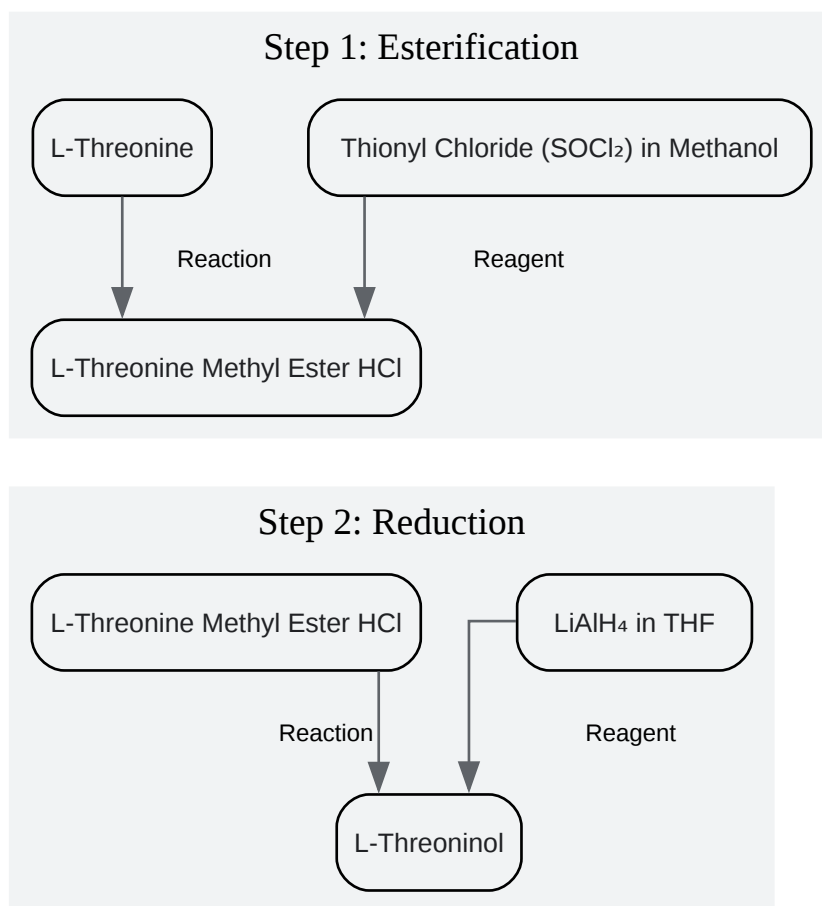 Step 1: Esterification
L-Threonine
Thionyl Chloride (SOCl₂) in Methanol
Reaction
Reagent
L-Threonine Methyl Ester HCl
Step 2: Reduction
L-Threonine Methyl Ester HCl
LiAlH₄ in THF
Reaction
Reagent
L-Threoninol